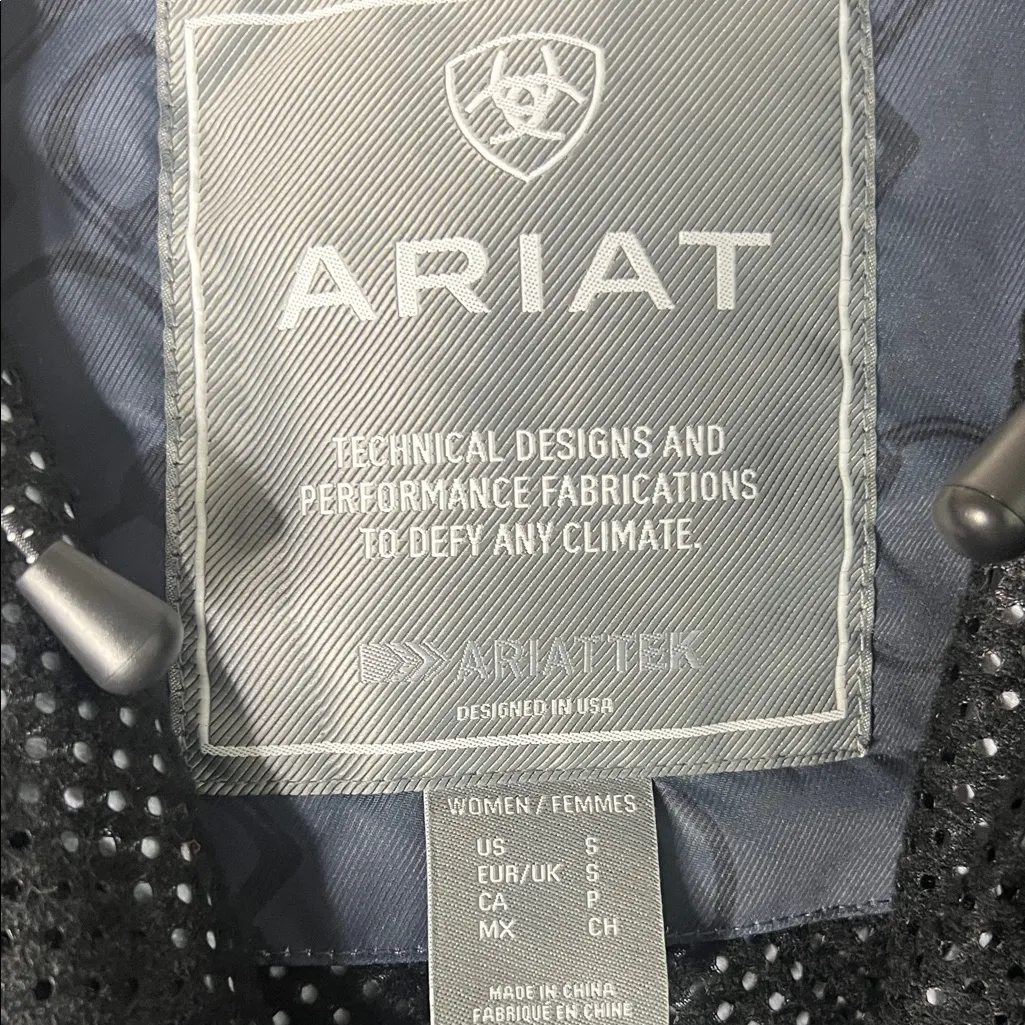 ARIAT
TECHNICAL DESIGNS AND
PERFORMANCE FABRICATIONS
TO DEFY ANY CLIMATE.
ARIATTEK
DESIGNED IN USA
WOMEN / FEMMES
US S
EUR/UK S
CA P
MX CH
MADE IN CHINA
FABRIQUÉ EN CHINE